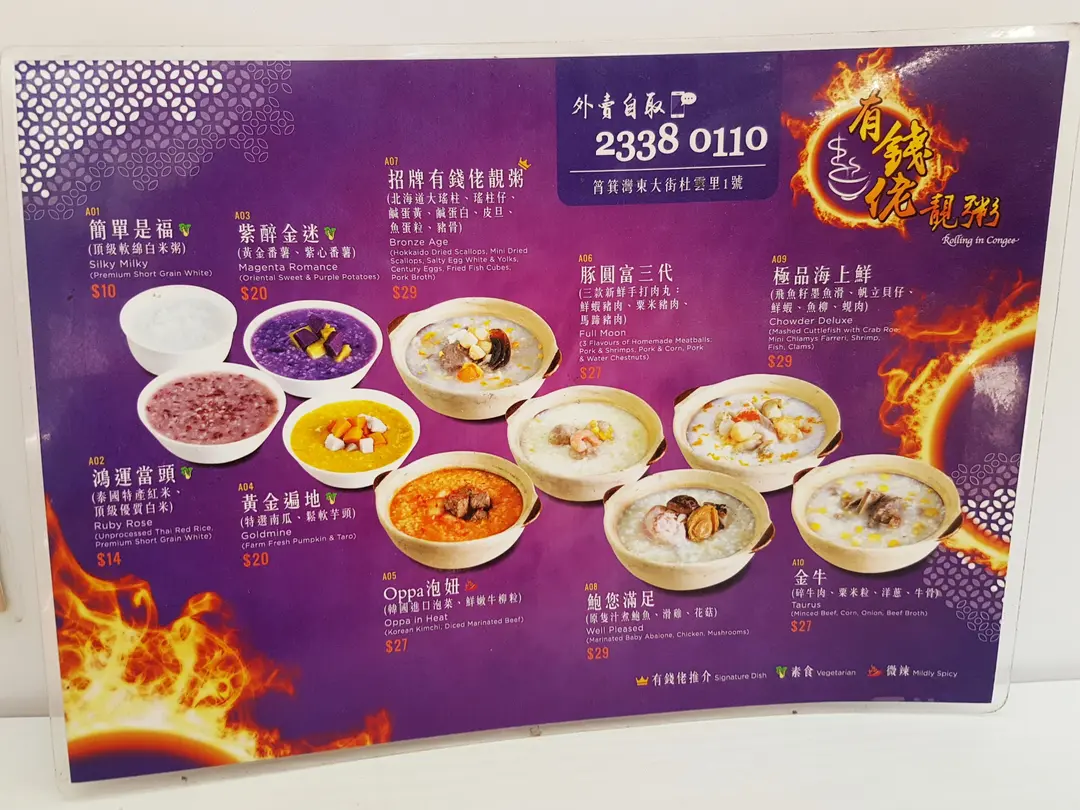 外賣自取
2338 0110
筲箕灣東大街杜雲里1號
有錢佬靚粥
Rolling in Congee
A01
簡單是福
(頂級軟綿白米粥)
Silky Milky
(Premium Short Grain White)
$10
A03
紫醉金迷
(黃金番薯、紫心番薯)
Magenta Romance
(Oriental Sweet & Purple Potatoes)
$20
A07
招牌有錢佬靚粥
(北海道大瑤柱、瑤柱仔、
鹹蛋黃、鹹蛋白、皮旦、
魚蛋粒、豬骨)
Bronze Age
(Hokkaido Dried Scallops, Mini Dried
Scallops, Salty Egg White & Yolks,
Century Eggs, Fried Fish Cubes,
Pork Broth)
$29
A06
豚圓富三代
(三款新鮮手打肉丸：
鮮蝦豬肉、粟米豬肉、
馬蹄豬肉)
Full Moon
(3 Flavours of Homemade Meatballs:
Pork & Shrimps, Pork & Corn, Pork
& Water Chestnuts)
$27
A09
極品海上鮮
(飛魚籽墨魚滑、帆立貝仔、
鮮蝦、魚柳、蜆肉)
Chowder Deluxe
(Mashed Cuttlefish with Crab Roe,
Mini Chlamys Farreri, Shrimp,
Fish, Clams)
$29
A02
鴻運當頭
(泰國特產紅米、
頂級優質白米)
Ruby Rose
(Unprocessed Thai Red Rice,
Premium Short Grain White)
$14
A04
黃金遍地
(特選南瓜、鬆軟芋頭)
Goldmine
(Farm Fresh Pumpkin & Taro)
$20
A05
Oppa泡妞
(韓國進口泡菜、鮮嫩牛柳粒)
Oppa in Heat
(Korean Kimchi, Diced Marinated Beef)
$27
A08
鮑您滿足
(原隻汁煮鮑魚、滑雞、花菇)
Well Pleased
(Marinated Baby Abalone, Chicken, Mushrooms)
$29
A10
金牛
(碎牛肉、粟米粒、洋蔥、牛骨)
Taurus
(Minced Beef, Corn, Onion, Beef Broth)
$27
有錢佬推介 Signature Dish 素食 Vegetarian 微辣 Mildly Spicy